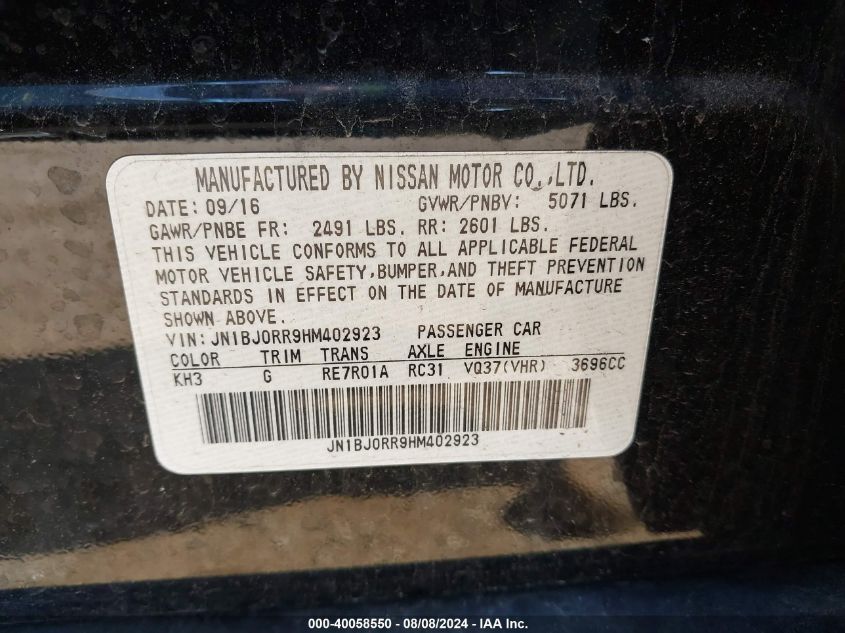 MANUFACTURED BY NISSAN MOTOR CO.,LTD.
DATE: 09/16 GVWR/PNBV: 5071 LBS.
GAWR/PNBE FR: 2491 LBS. RR: 2601 LBS.
THIS VEHICLE CONFORMS TO ALL APPLICABLE FEDERAL
MOTOR VEHICLE SAFETY,BUMPER,AND THEFT PREVENTION
STANDARDS IN EFFECT ON THE DATE OF MANUFACTURE
SHOWN ABOVE.
VIN: JN1BJ0RR9HM402923 PASSENGER CAR
COLOR TRIM TRANS AXLE ENGINE
KH3 G RE7R01A RC31 VQ37(VHR) 3696CC
JN1BJ0RR9HM402923
000-40058550 - 08/08/2024 - IAA Inc.